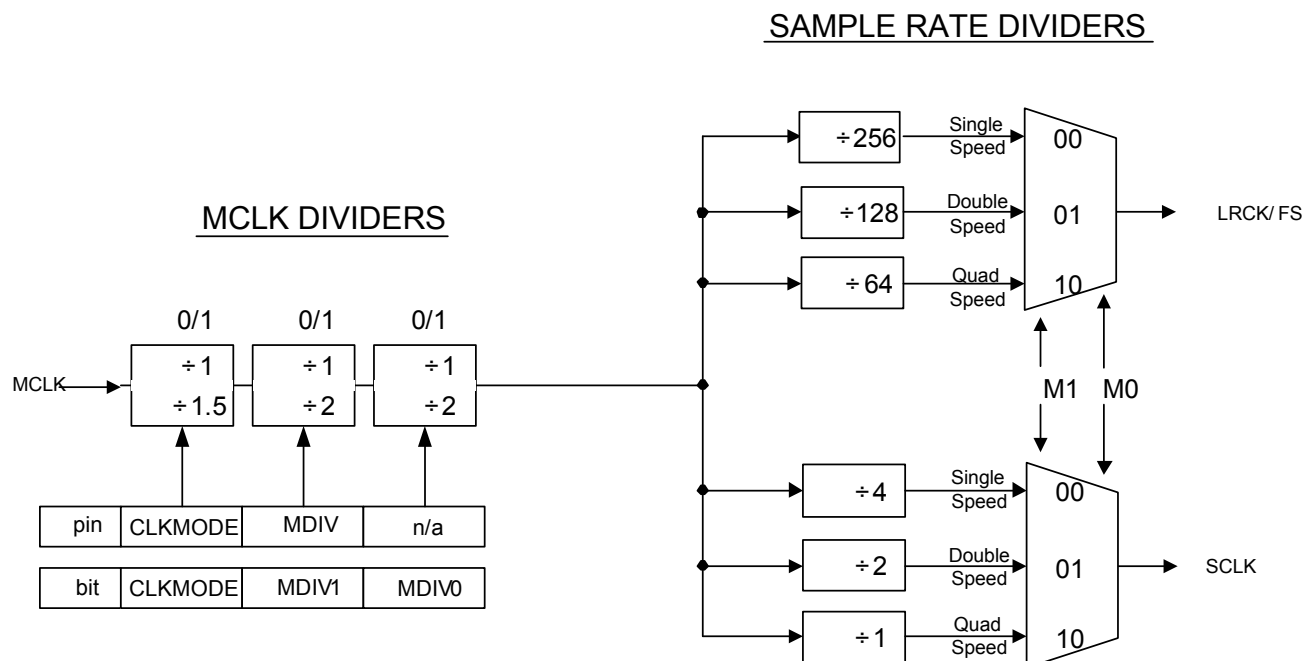 SAMPLE RATE DIVIDERS
÷256
Single
Speed
00
÷128
Double
Speed
01
LRCK/FS
÷64
Quad
Speed
10
MCLK DIVIDERS
0/1
0/1
0/1
÷1
÷1
÷1
MCLK
÷1.5
÷2
÷2
M1
M0
pin
CLKMODE
MDIV
n/a
bit
CLKMODE
MDIV1
MDIV0
÷4
Single
Speed
00
÷2
Double
Speed
01
SCLK
÷1
Quad
Speed
10